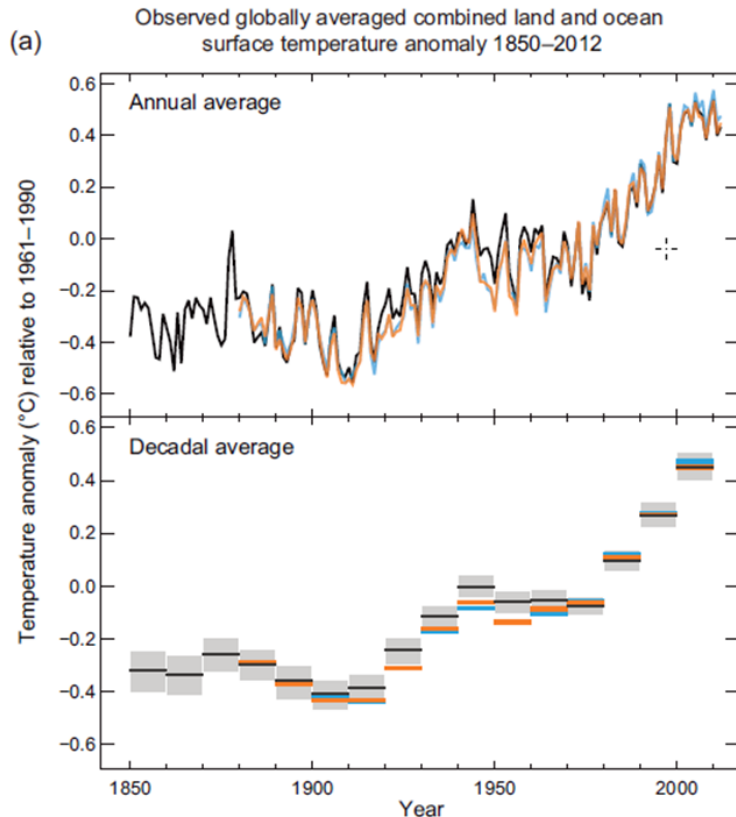 Observed globally averaged combined land and ocean
surface temperature anomaly 1850–2012
(a)
Temperature anomaly (°C) relative to 1961–1990
Annual average
0.6
0.4
0.2
0.0
−0.2
−0.4
−0.6
Decadal average
0.6
0.4
0.2
0.0
−0.2
−0.4
−0.6
1850
1900
1950
2000
Year